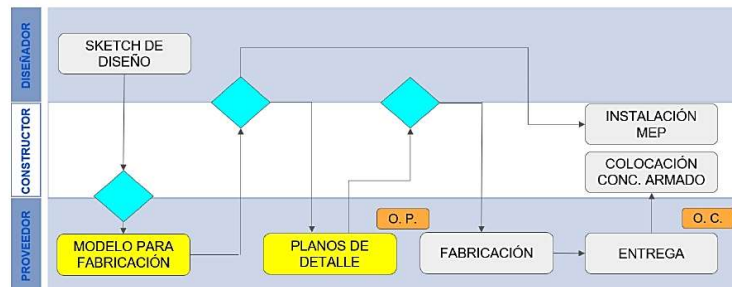 DISEÑADOR
SKETCH DE
DISEÑO
CONSTRUCTOR
INSTALACIÓN
MEP
COLOCACIÓN
CONC. ARMADO
PROVEEDOR
MODELO PARA
FABRICACIÓN
PLANOS DE
DETALLE
O. P.
FABRICACIÓN
ENTREGA
O. C.